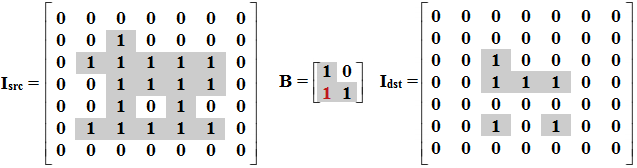 I_src =
0 0 0 0 0 0 0
0 0 1 0 0 0 0
0 1 1 1 1 1 0
0 0 1 1 1 1 0
0 0 1 0 1 0 0
0 1 1 1 1 1 0
0 0 0 0 0 0 0
B =
1 0
1 1
I_dst =
0 0 0 0 0 0 0
0 0 0 0 0 0 0
0 0 1 0 0 0 0
0 0 1 1 1 0 0
0 0 0 0 0 0 0
0 0 1 0 1 0 0
0 0 0 0 0 0 0